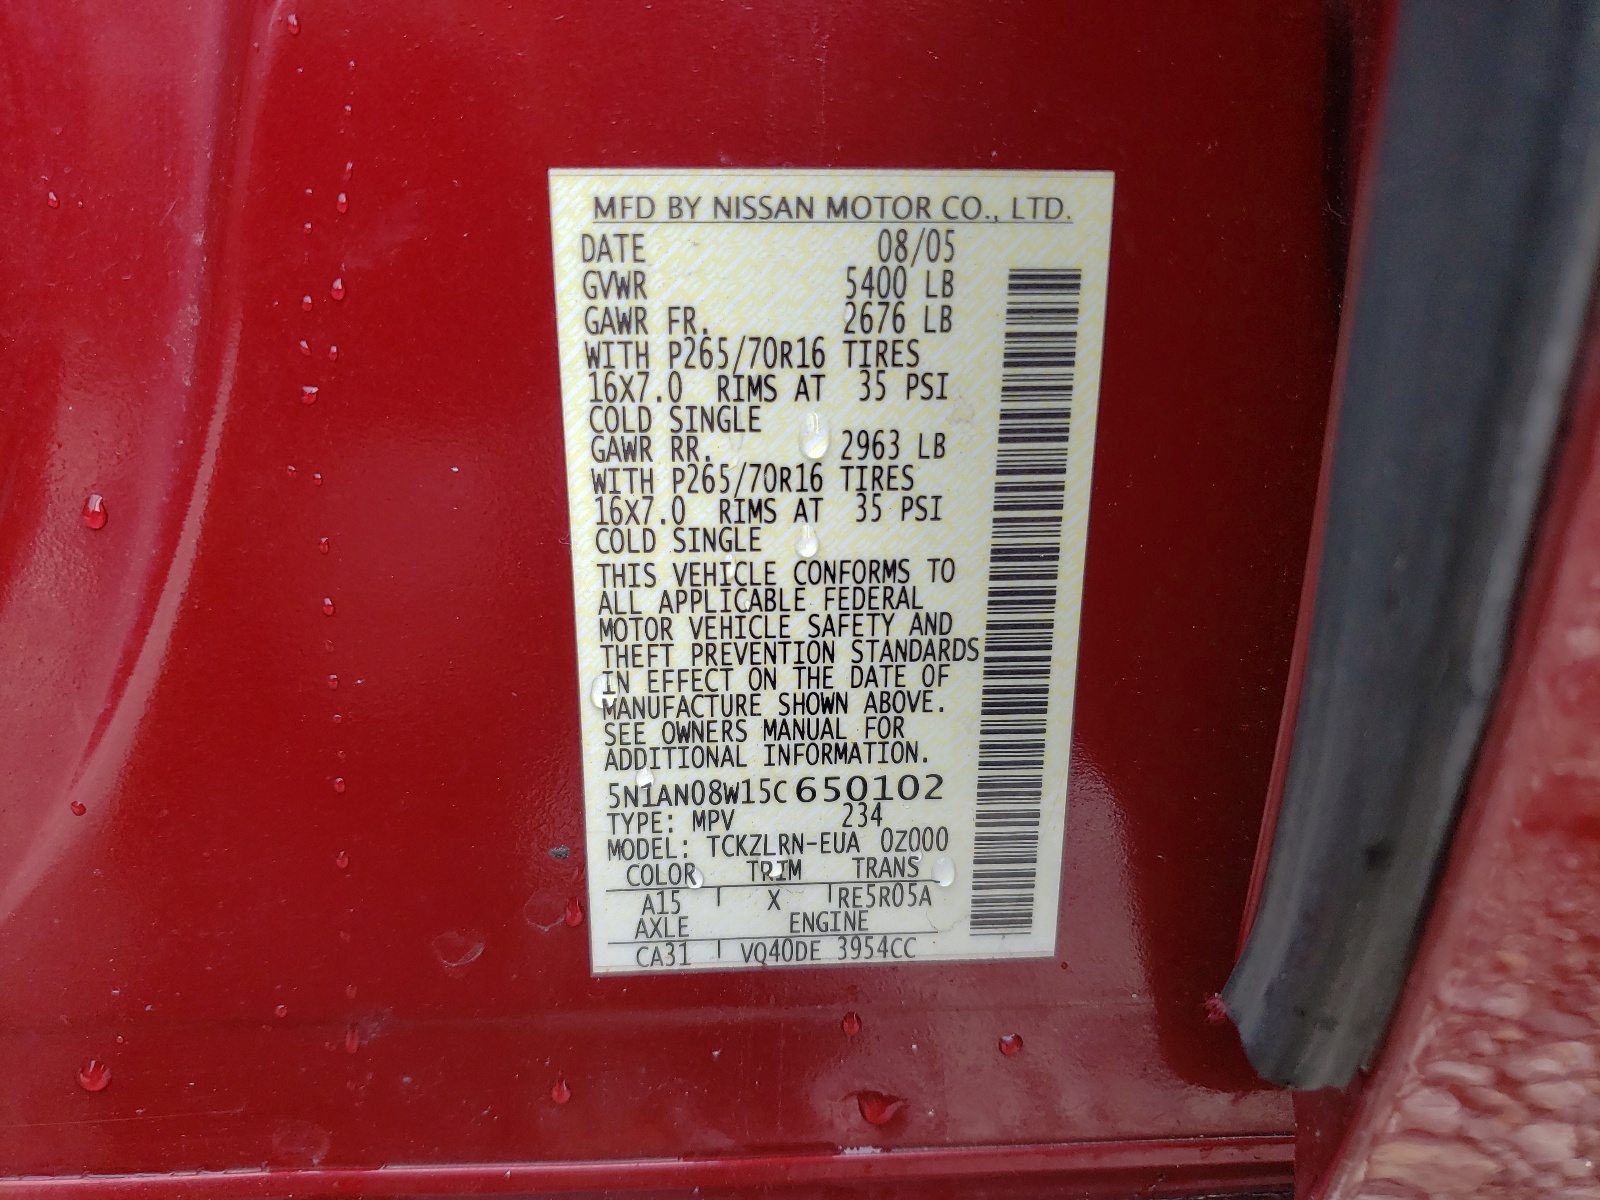 MFD BY NISSAN MOTOR CO., LTD.
DATE 08/05
GVWR 5400 LB
GAWR FR. 2676 LB
WITH P265/70R16 TIRES
16X7.0 RIMS AT 35 PSI
COLD SINGLE
GAWR RR. 2963 LB
WITH P265/70R16 TIRES
16X7.0 RIMS AT 35 PSI
COLD SINGLE
THIS VEHICLE CONFORMS TO
ALL APPLICABLE FEDERAL
MOTOR VEHICLE SAFETY AND
THEFT PREVENTION STANDARDS
IN EFFECT ON THE DATE OF
MANUFACTURE SHOWN ABOVE.
SEE OWNERS MANUAL FOR
ADDITIONAL INFORMATION.
5N1AN08W15C650102
TYPE: MPV 234
MODEL: TCKZLRN-EUA 0Z000
COLOR TRIM TRANS
A15 X RE5R05A
AXLE ENGINE
CA31 VQ40DE 3954CC